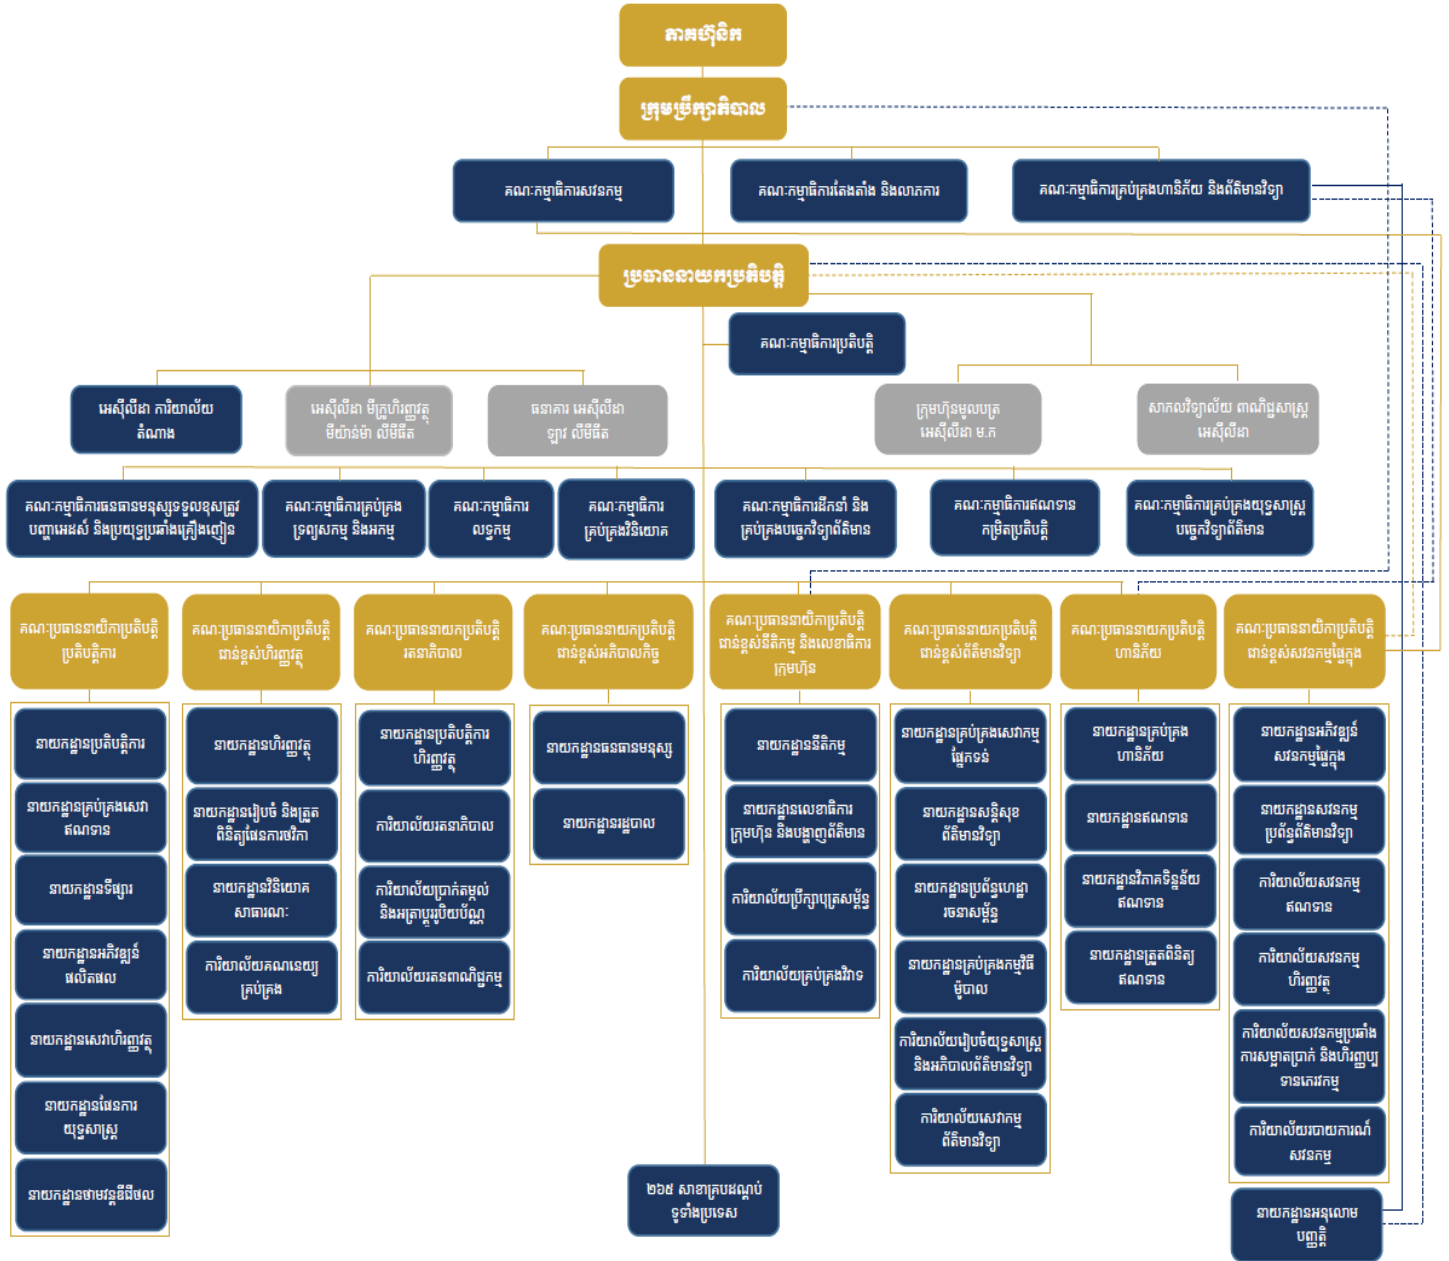 ភាគហ៊ុនិក
ក្រុមប្រឹក្សាភិបាល
គណៈកម្មាធិការសវនកម្ម
គណៈកម្មាធិការតែងតាំង និងលាភការ
គណៈកម្មាធិការគ្រប់គ្រងហានិភ័យ និងព័ត៌មានវិទ្យា
ប្រធាននាយកប្រតិបត្តិ
គណៈកម្មាធិការប្រតិបត្តិ
អេស៊ីលីដា ការិយាល័យ
តំណាង
អេស៊ីលីដា មីក្រូហិរញ្ញវត្ថុ
មីយ៉ាន់ម៉ា លីមីធីត
ធនាគារ អេស៊ីលីដា
ឡាវ លីមីធីត
ក្រុមហ៊ុនមូលបត្រ
អេស៊ីលីដា ម.ក
សាកលវិទ្យាល័យ ពាណិជ្ជសាស្ត្រ
អេស៊ីលីដា
គណៈកម្មាធិការធនធានមនុស្សទទួលខុសត្រូវ
បញ្ហាអេដស៍ និងប្រយុទ្ធប្រឆាំងគ្រឿងញៀន
គណៈកម្មាធិការគ្រប់គ្រង
ទ្រព្យសកម្ម និងអកម្ម
គណៈកម្មាធិការ
លទ្ធកម្ម
គណៈកម្មាធិការ
គ្រប់គ្រងវិនិយោគ
គណៈកម្មាធិការដឹកនាំ និង
គ្រប់គ្រងបច្ចេកវិទ្យាព័ត៌មាន
គណៈកម្មាធិការឥណទាន
កម្រិតប្រតិបត្តិ
គណៈកម្មាធិការគ្រប់គ្រងយុទ្ធសាស្ត្រ
បច្ចេកវិទ្យាព័ត៌មាន
គណៈប្រធាននាយិកាប្រតិបត្តិ
ប្រតិបត្តិការ
គណៈប្រធាននាយិកាប្រតិបត្តិ
ជាន់ខ្ពស់ហិរញ្ញវត្ថុ
គណៈប្រធាននាយកប្រតិបត្តិ
រតនាភិបាល
គណៈប្រធាននាយកប្រតិបត្តិ
ជាន់ខ្ពស់អភិបាលកិច្ច
គណៈប្រធាននាយិកាប្រតិបត្តិ
ជាន់ខ្ពស់នីតិកម្ម និងលេខាធិការ
ក្រុមហ៊ុន
គណៈប្រធាននាយកប្រតិបត្តិ
ជាន់ខ្ពស់ព័ត៌មានវិទ្យា
គណៈប្រធាននាយកប្រតិបត្តិ
ហានិភ័យ
គណៈប្រធាននាយិកាប្រតិបត្តិ
ជាន់ខ្ពស់សវនកម្មផ្ទៃក្នុង
នាយកដ្ឋានប្រតិបត្តិការ
នាយកដ្ឋានគ្រប់គ្រងសេវា
ឥណទាន
នាយកដ្ឋានទីផ្សារ
នាយកដ្ឋានអភិវឌ្ឍន៍
ផលិតផល
នាយកដ្ឋានសេវាហិរញ្ញវត្ថុ
នាយកដ្ឋានផែនការ
យុទ្ធសាស្ត្រ
នាយកដ្ឋានថាមវន្តឌីជីថល
នាយកដ្ឋានហិរញ្ញវត្ថុ
នាយកដ្ឋានរៀបចំ និងត្រួត
ពិនិត្យផែនការថវិកា
នាយកដ្ឋានវិនិយោគ
សាធារណៈ
ការិយាល័យគណនេយ្យ
គ្រប់គ្រង
នាយកដ្ឋានប្រតិបត្តិការ
ហិរញ្ញវត្ថុ
ការិយាល័យរតនាភិបាល
ការិយាល័យប្រាក់តម្កល់
និងអត្រាប្តូររូបិយប័ណ្ណ
ការិយាល័យរតនពាណិជ្ជកម្ម
នាយកដ្ឋានធនធានមនុស្ស
នាយកដ្ឋានរដ្ឋបាល
នាយកដ្ឋាននីតិកម្ម
នាយកដ្ឋានលេខាធិការ
ក្រុមហ៊ុន និងបង្ហាញព័ត៌មាន
ការិយាល័យប្រឹក្សាបុត្រសម្ព័ន្ធ
ការិយាល័យគ្រប់គ្រងវិវាទ
នាយកដ្ឋានគ្រប់គ្រងសេវាកម្ម
ផ្នែកទន់
នាយកដ្ឋានសន្តិសុខ
ព័ត៌មានវិទ្យា
នាយកដ្ឋានប្រព័ន្ធហេដ្ឋា
រចនាសម្ព័ន្ធ
នាយកដ្ឋានគ្រប់គ្រងកម្មវិធី
ម៉ូបាល
ការិយាល័យរៀបចំយុទ្ធសាស្ត្រ
និងអភិបាលព័ត៌មានវិទ្យា
ការិយាល័យសេវាកម្ម
ព័ត៌មានវិទ្យា
នាយកដ្ឋានគ្រប់គ្រង
ហានិភ័យ
នាយកដ្ឋានឥណទាន
នាយកដ្ឋានវិភាគទិន្នន័យ
ឥណទាន
នាយកដ្ឋានត្រួតពិនិត្យ
ឥណទាន
នាយកដ្ឋានអភិវឌ្ឍន៍
សវនកម្មផ្ទៃក្នុង
នាយកដ្ឋានសវនកម្ម
ប្រព័ន្ធព័ត៌មានវិទ្យា
ការិយាល័យសវនកម្ម
ឥណទាន
ការិយាល័យសវនកម្ម
ហិរញ្ញវត្ថុ
ការិយាល័យសវនកម្មប្រឆាំង
ការសម្អាតប្រាក់ និងហិរញ្ញប្ប
ទានភេរវកម្ម
ការិយាល័យរបាយការណ៍
សវនកម្ម
នាយកដ្ឋានអនុលោម
បញ្ញត្តិ
២៦៥ សាខាគ្របដណ្តប់
ទូទាំងប្រទេស